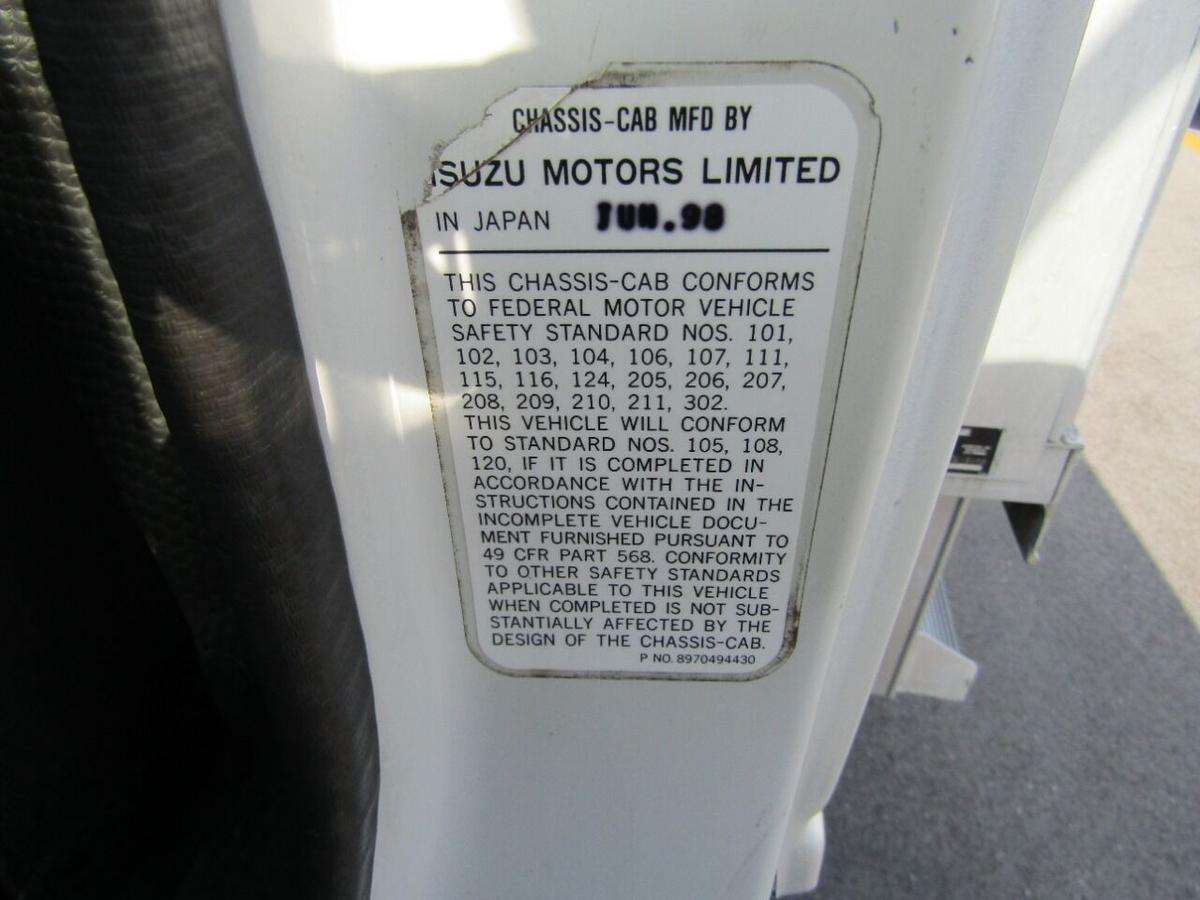 CHASSIS-CAB MFD BY
ISUZU MOTORS LIMITED
IN JAPAN JUN.98
THIS CHASSIS-CAB CONFORMS
TO FEDERAL MOTOR VEHICLE
SAFETY STANDARD NOS. 101,
102, 103, 104, 106, 107, 111,
115, 116, 124, 205, 206, 207,
208, 209, 210, 211, 302.
THIS VEHICLE WILL CONFORM
TO STANDARD NOS. 105, 108,
120, IF IT IS COMPLETED IN
ACCORDANCE WITH THE IN-
STRUCTIONS CONTAINED IN THE
INCOMPLETE VEHICLE DOCU-
MENT FURNISHED PURSUANT TO
49 CFR PART 568. CONFORMITY
TO OTHER SAFETY STANDARDS
APPLICABLE TO THIS VEHICLE
WHEN COMPLETED IS NOT SUB-
STANTIALLY AFFECTED BY THE
DESIGN OF THE CHASSIS-CAB.
P NO. 8970494430